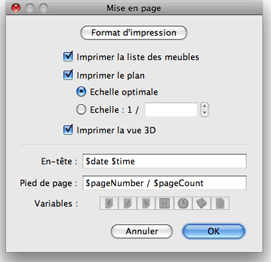 Mise en page
Format d'impression
Imprimer la liste des meubles
Imprimer le plan
Echelle optimale
Echelle : 1 /
Imprimer la vue 3D
En-tête : $date $time
Pied de page : $pageNumber / $pageCount
Variables :
Annuler OK